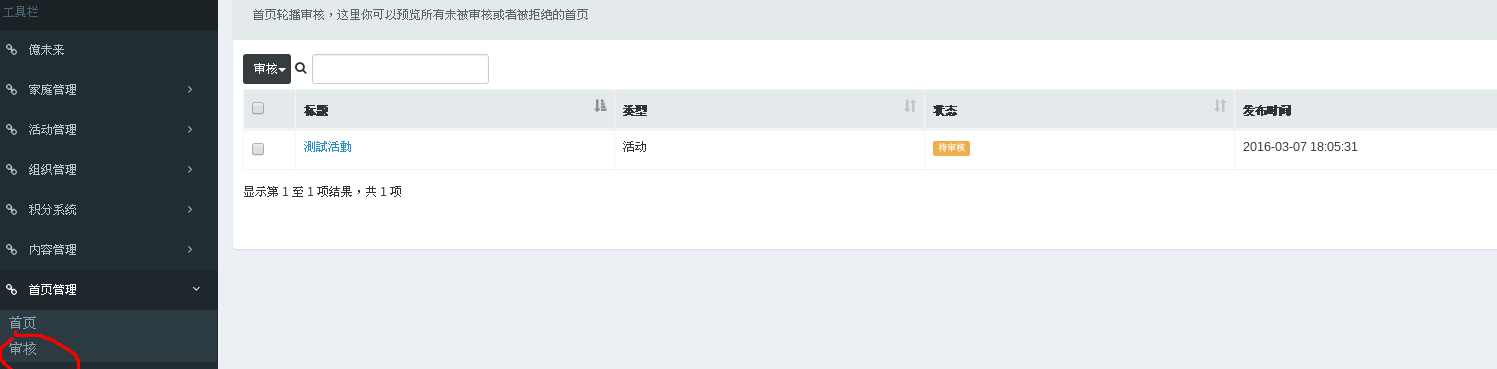 工具栏
億未来
家庭管理
活动管理
组织管理
积分系统
内容管理
首页管理
首页
审核
首页轮播审核，这里你可以预览所有未被审核或者被拒绝的首页
审核
标题 类型 状态 发布时间
測試活動 活动 待审核 2016-03-07 18:05:31
显示第 1 至 1 项结果，共 1 项